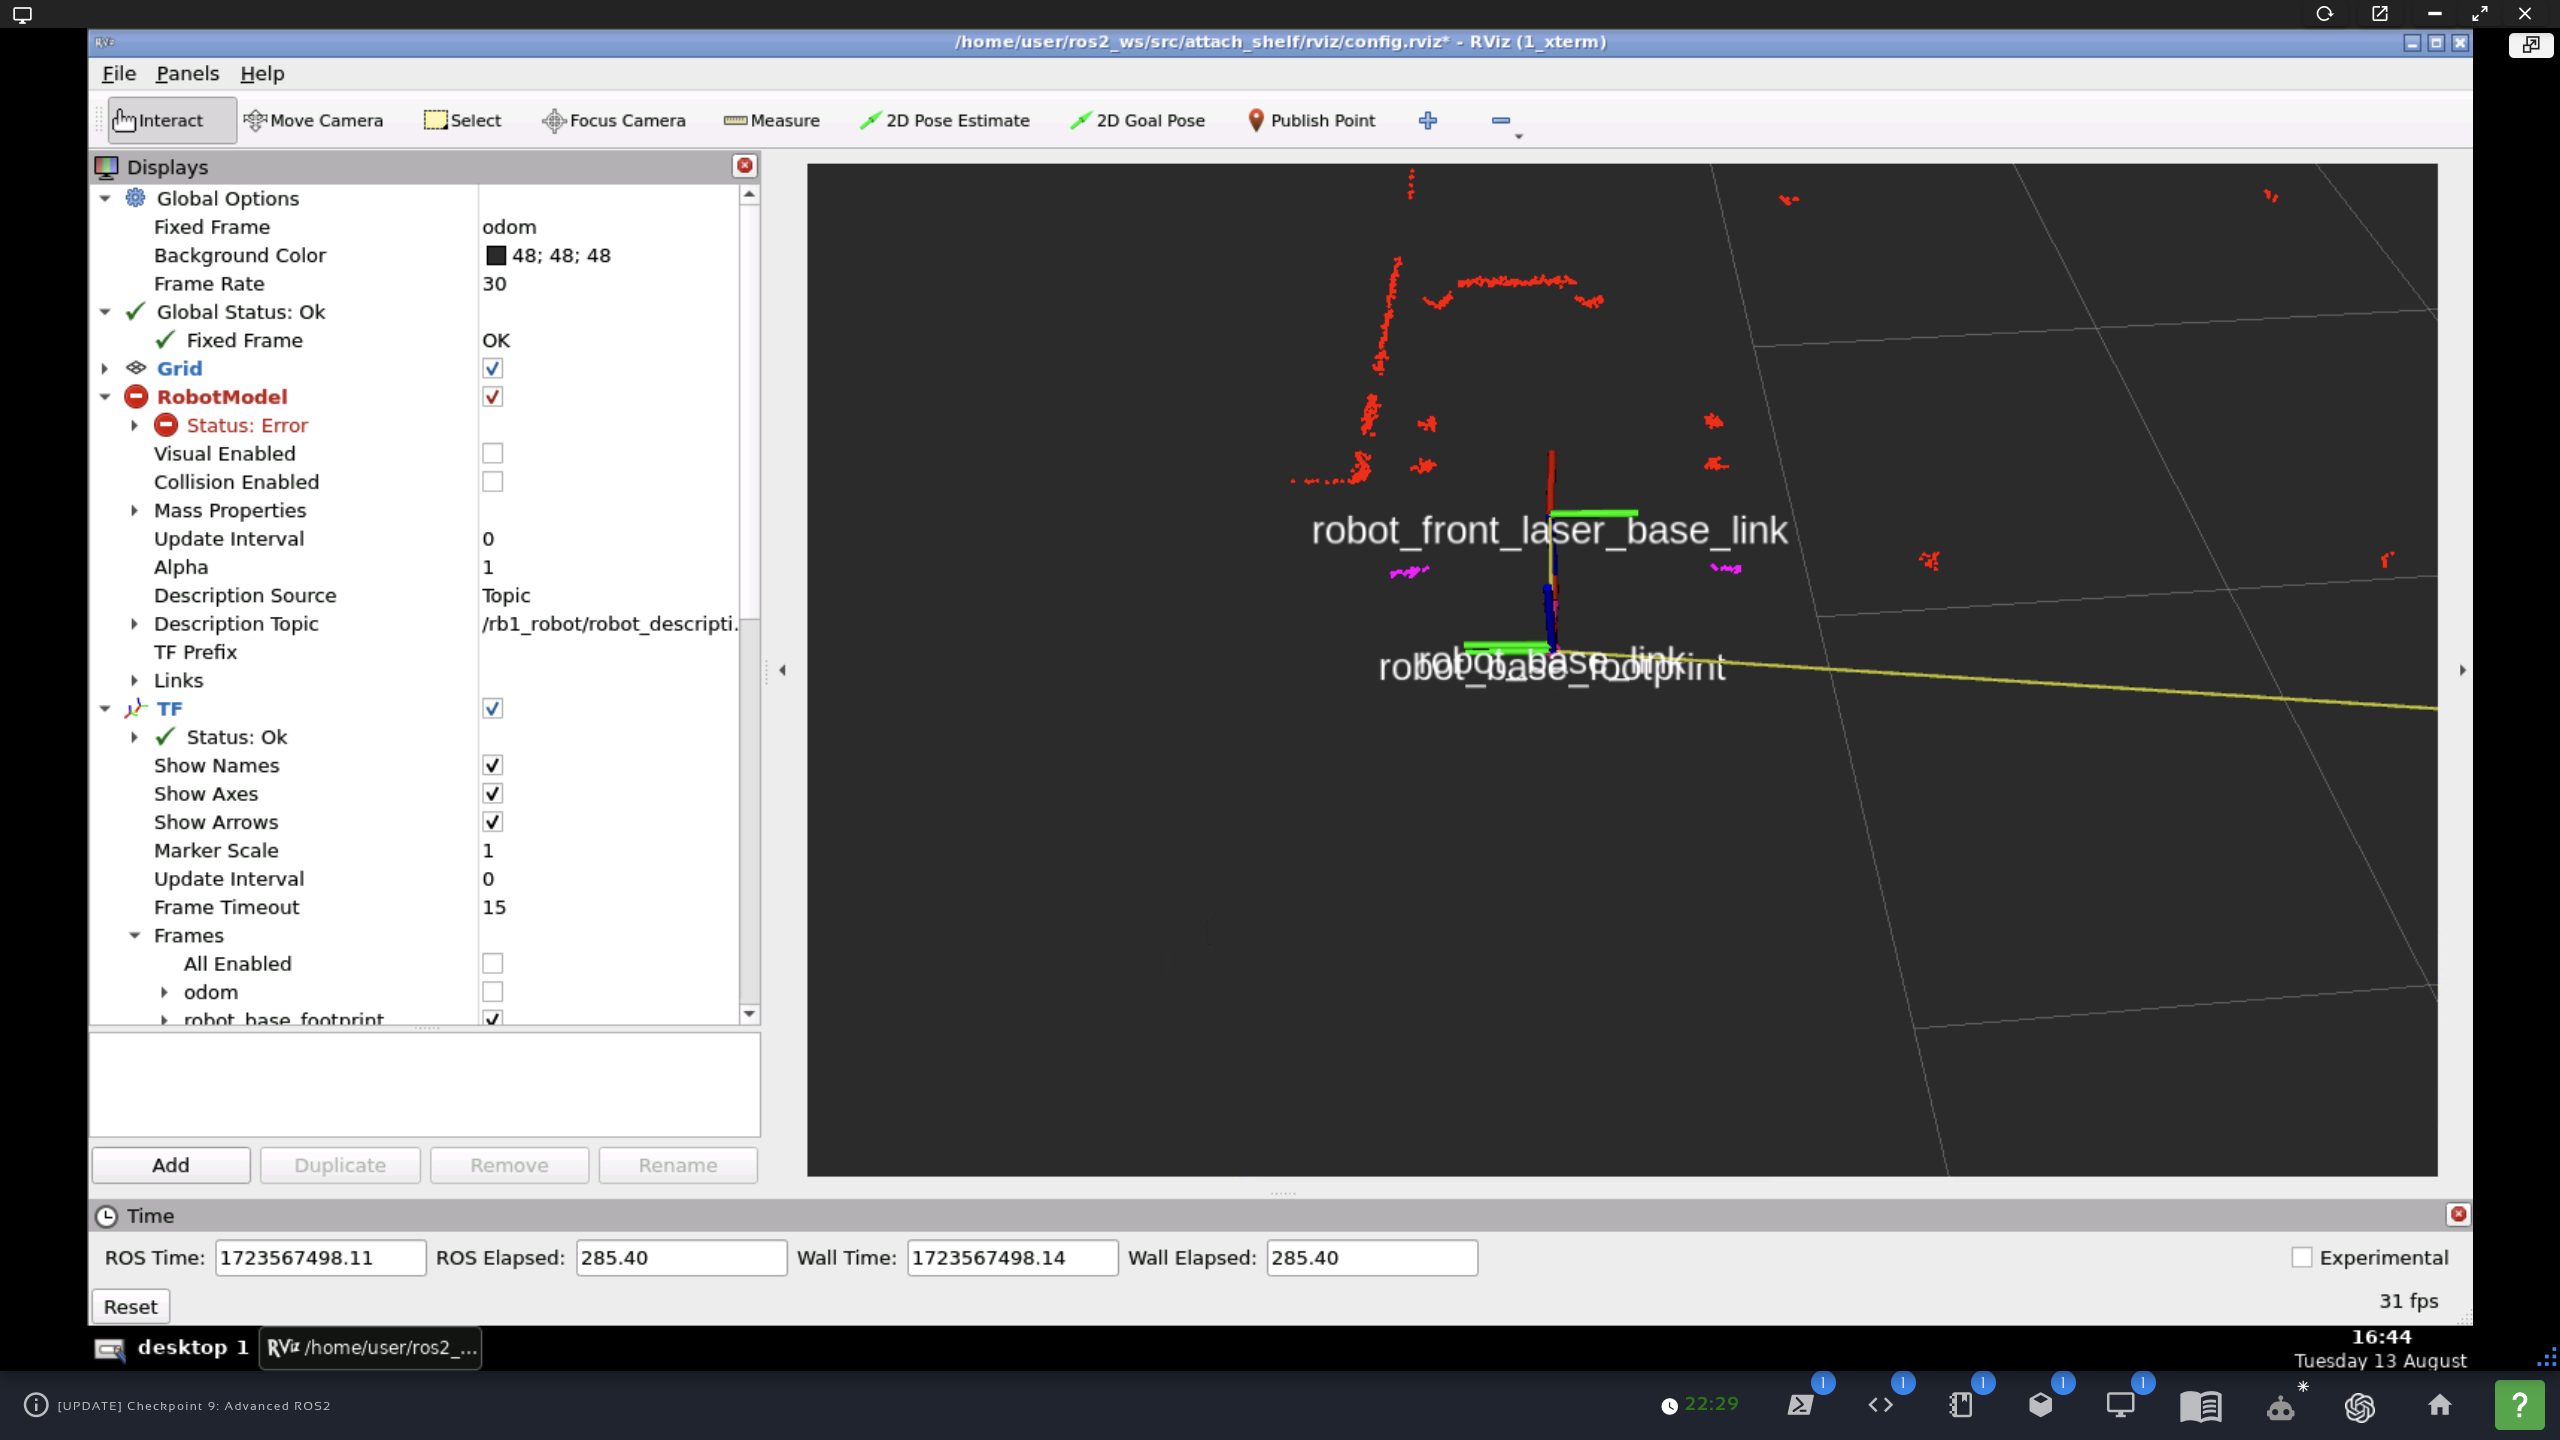 RViz
/home/user/ros2_ws/src/attach_shelf/rviz/config.rviz* - RViz (1_xterm)
File Panels Help
Interact Move Camera Select Focus Camera Measure 2D Pose Estimate 2D Goal Pose Publish Point
Displays
Global Options
Fixed Frame odom
Background Color 48; 48; 48
Frame Rate 30
Global Status: Ok
Fixed Frame OK
Grid
RobotModel
Status: Error
Visual Enabled
Collision Enabled
Mass Properties
Update Interval 0
Alpha 1
Description Source Topic
Description Topic /rb1_robot/robot_descripti.
TF Prefix
Links
TF
Status: Ok
Show Names
Show Axes
Show Arrows
Marker Scale 1
Update Interval 0
Frame Timeout 15
Frames
All Enabled
odom
robot_base_footprint
robot_front_laser_base_link
robot_base_link
robot_base_footprint
Add Duplicate Remove Rename
Time
ROS Time: 1723567498.11 ROS Elapsed: 285.40 Wall Time: 1723567498.14 Wall Elapsed: 285.40 Experimental
Reset 31 fps
desktop 1 RViz /home/user/ros2_... 16:44
Tuesday 13 August
[UPDATE] Checkpoint 9: Advanced ROS2 22:29 1 1 1 1 1 ?